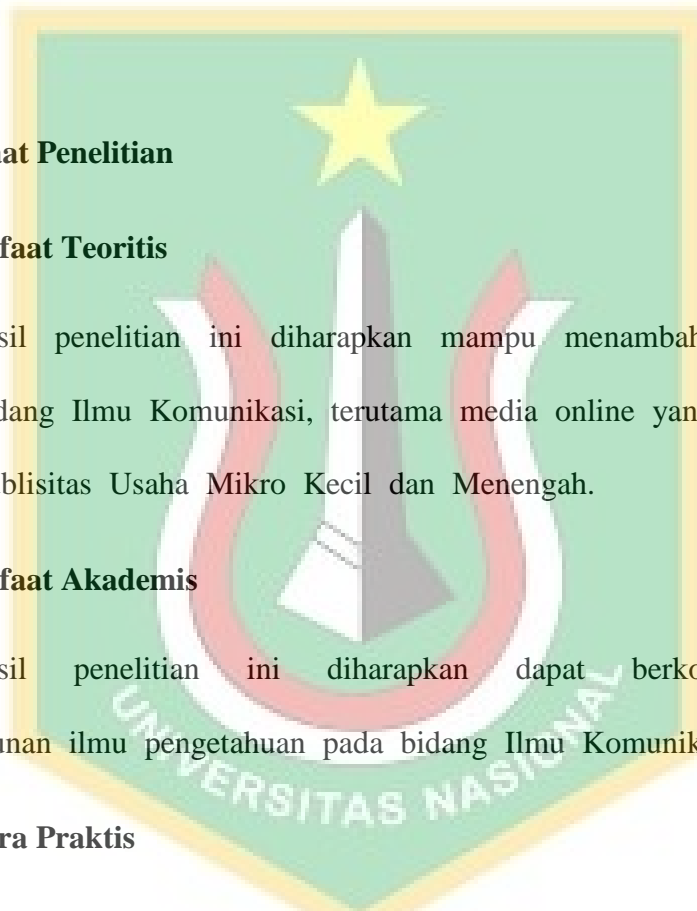 at Penelitian
faat Teoritis
sil penelitian ini diharapkan mampu menambah
dang Ilmu Komunikasi, terutama media online yan
blisitas Usaha Mikro Kecil dan Menengah.
faat Akademis
sil penelitian ini diharapkan dapat berko
unan ilmu pengetahuan pada bidang Ilmu Komunik
UNIVERSITAS NASIONAL
ra Praktis